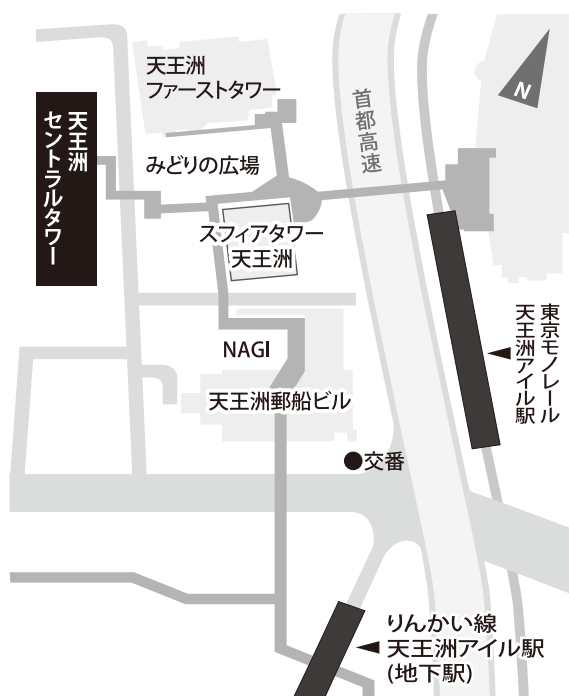 天王洲
ファーストタワー
首都高速
N
天王洲
セントラルタワー
みどりの広場
スフィアタワー
天王洲
東京モノレール
天王洲アイル駅
NAGI
天王洲郵船ビル
●交番
りんかい線
天王洲アイル駅
(地下駅)